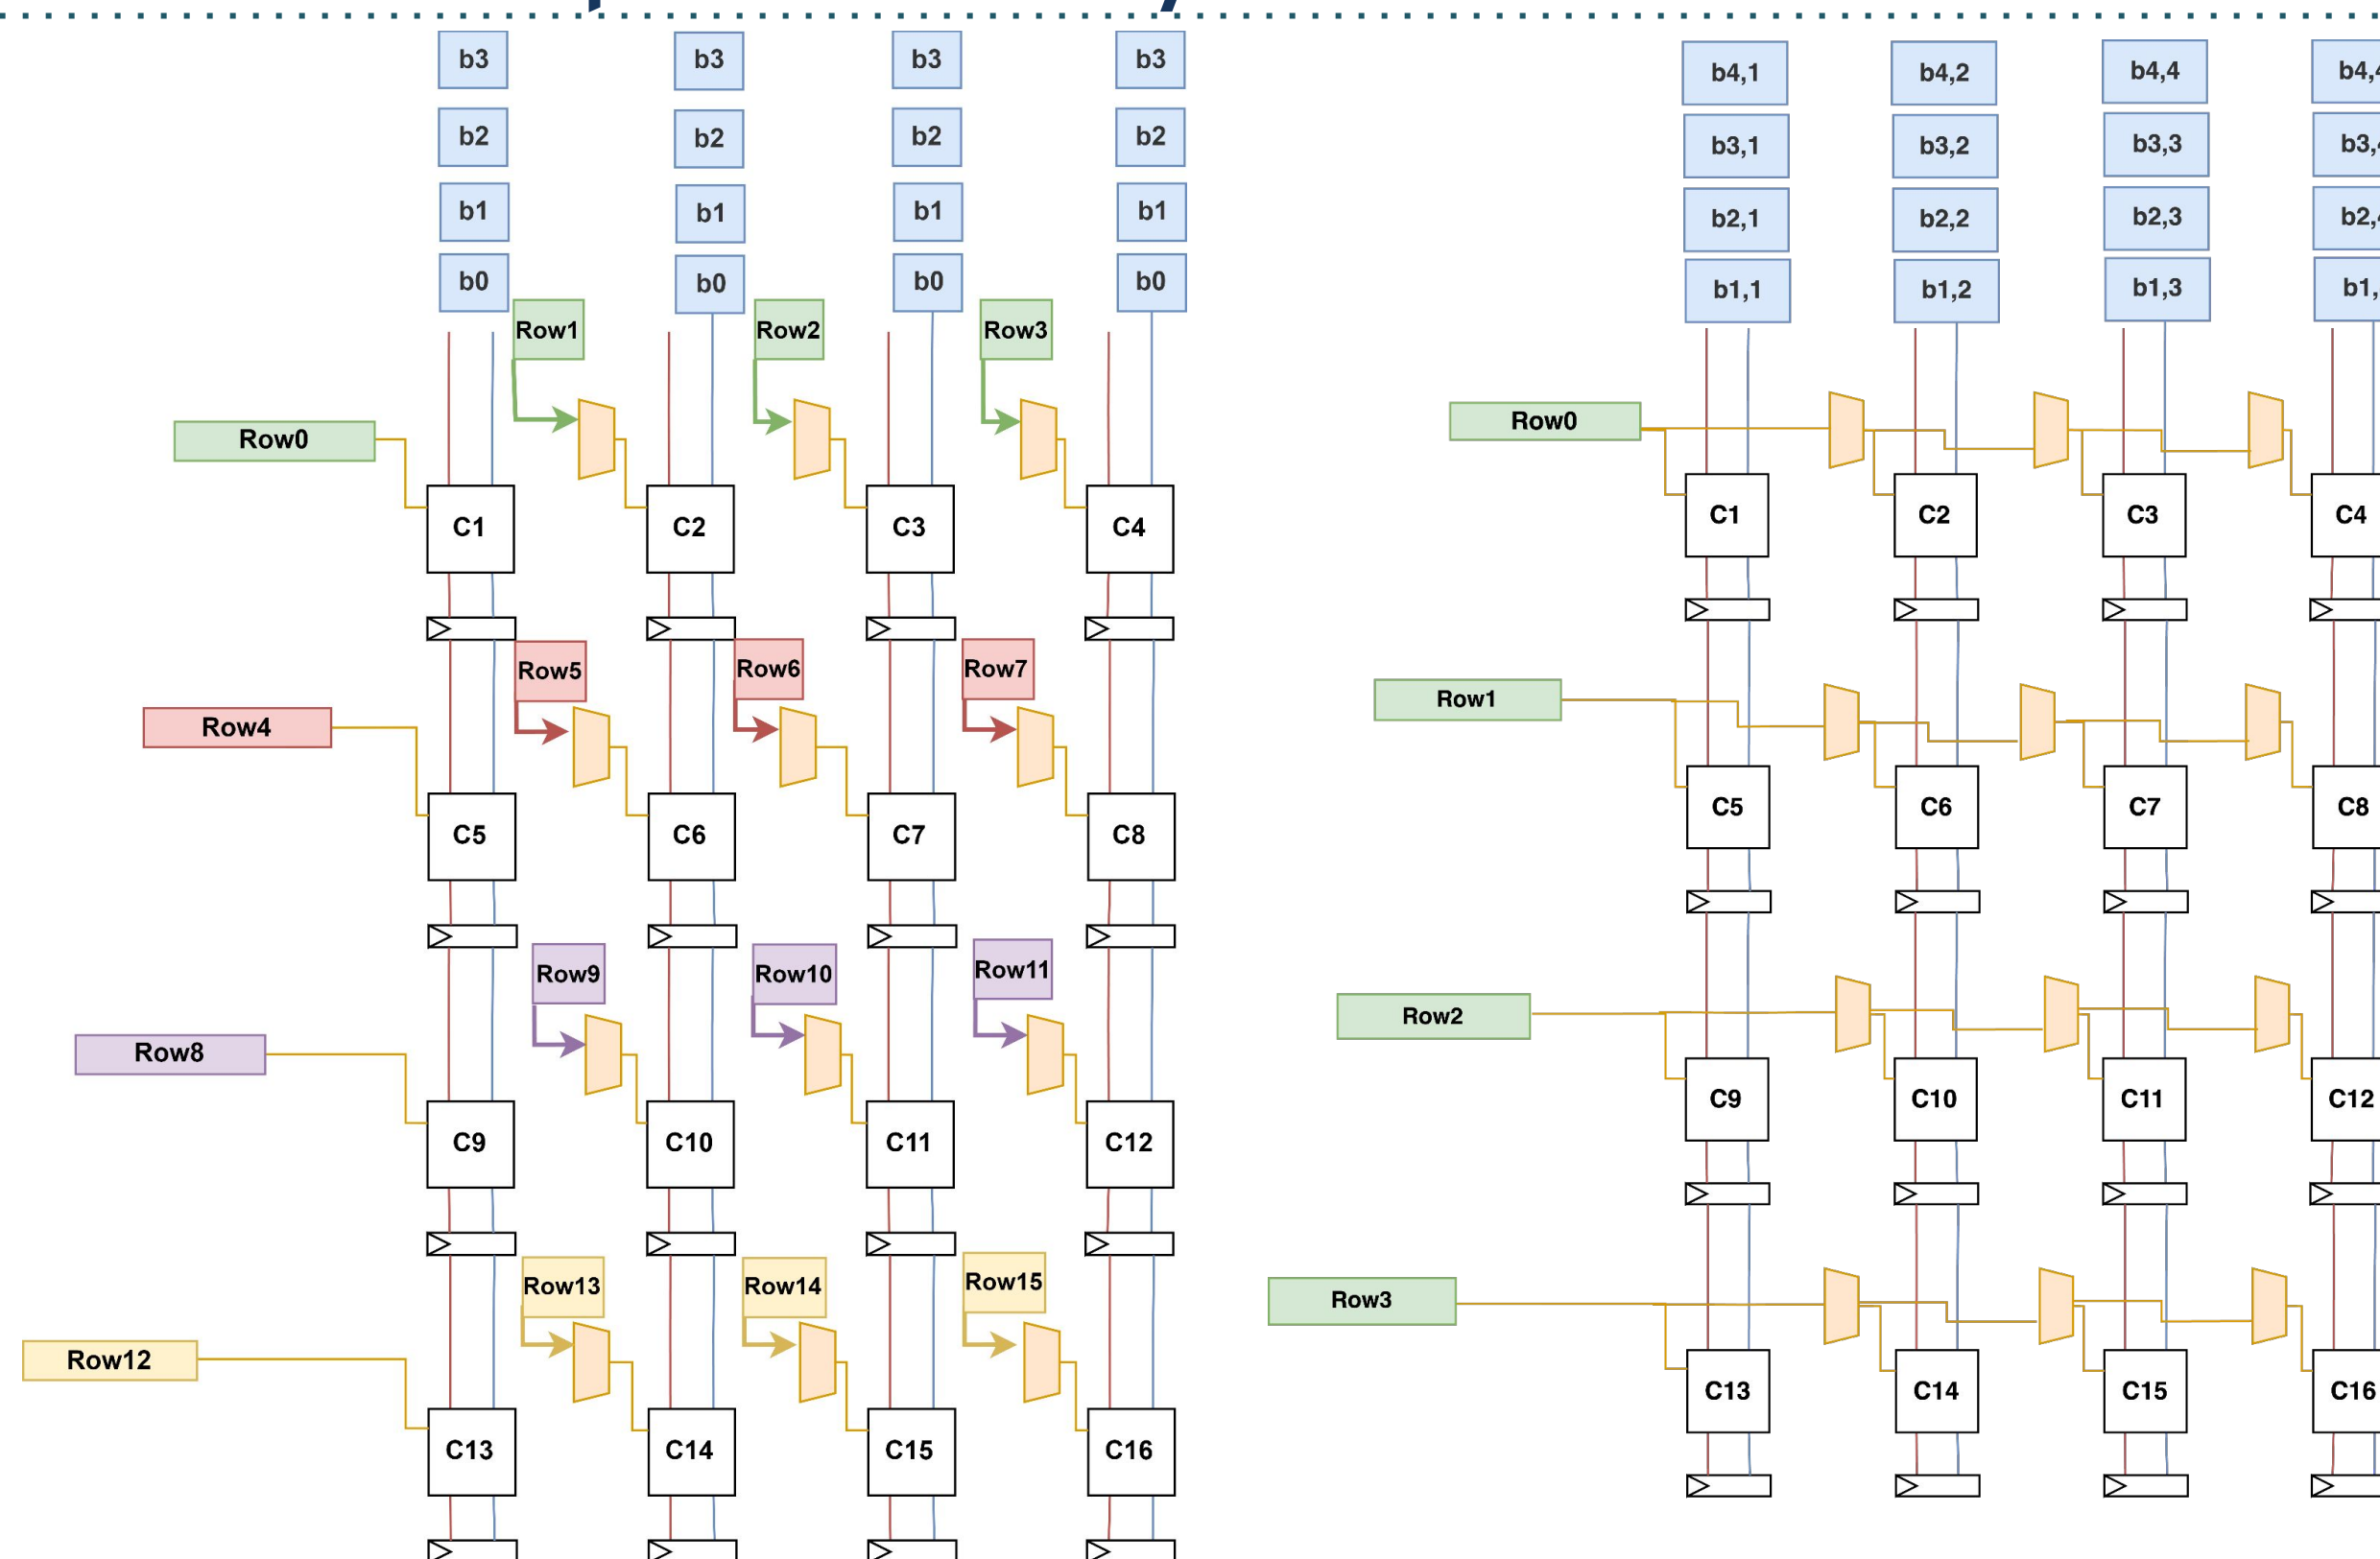 b3 b3 b3 b3
b2 b2 b2 b2
b1 b1 b1 b1
b0 b0 b0 b0
Row1 Row2 Row3
Row0
C1 C2 C3 C4
Row5 Row6 Row7
Row4
C5 C6 C7 C8
Row9 Row10 Row11
Row8
C9 C10 C11 C12
Row13 Row14 Row15
Row12
C13 C14 C15 C16
b4,1 b4,2 b4,4
b3,1 b3,2 b3,3
b2,1 b2,2 b2,3
b1,1 b1,2 b1,3
Row0
C1 C2 C3 C4
Row1
C5 C6 C7 C8
Row2
C9 C10 C11 C12
Row3
C13 C14 C15 C16